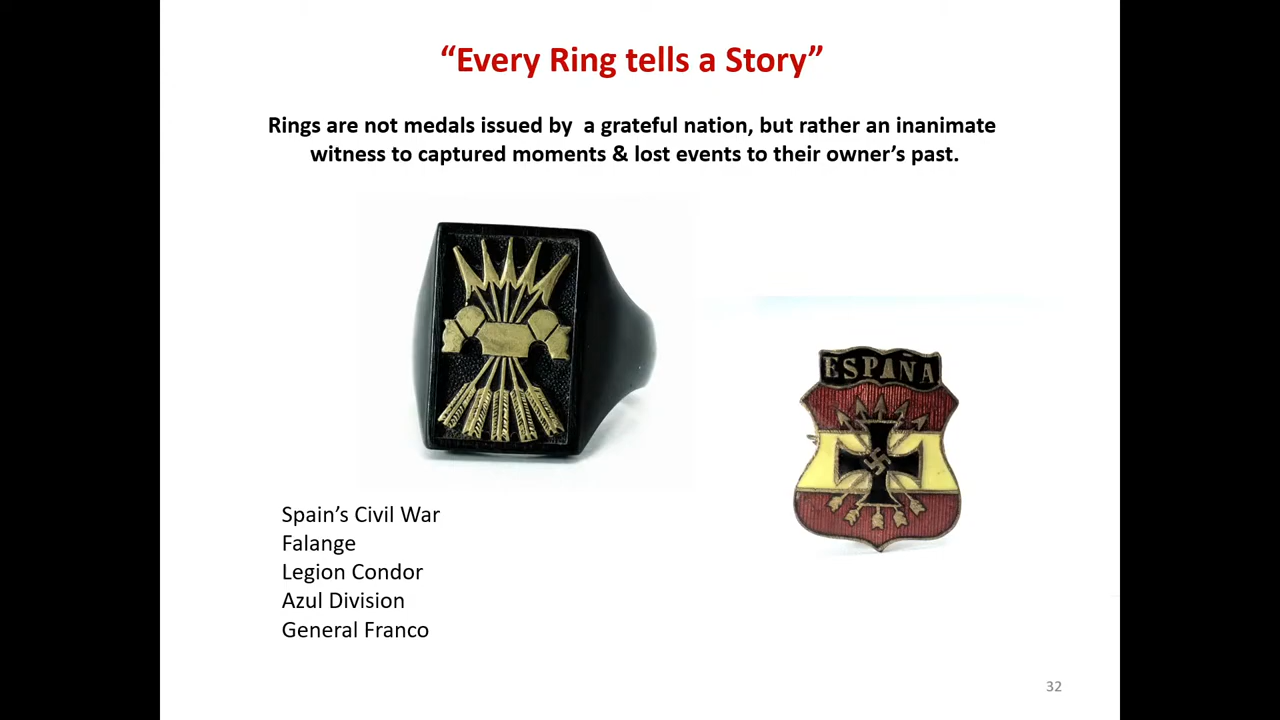 “Every Ring tells a Story”
Rings are not medals issued by  a grateful nation, but rather an inanimate
witness to captured moments & lost events to their owner’s past.
ESPAÑA
Spain’s Civil War
Falange
Legion Condor
Azul Division
General Franco
32